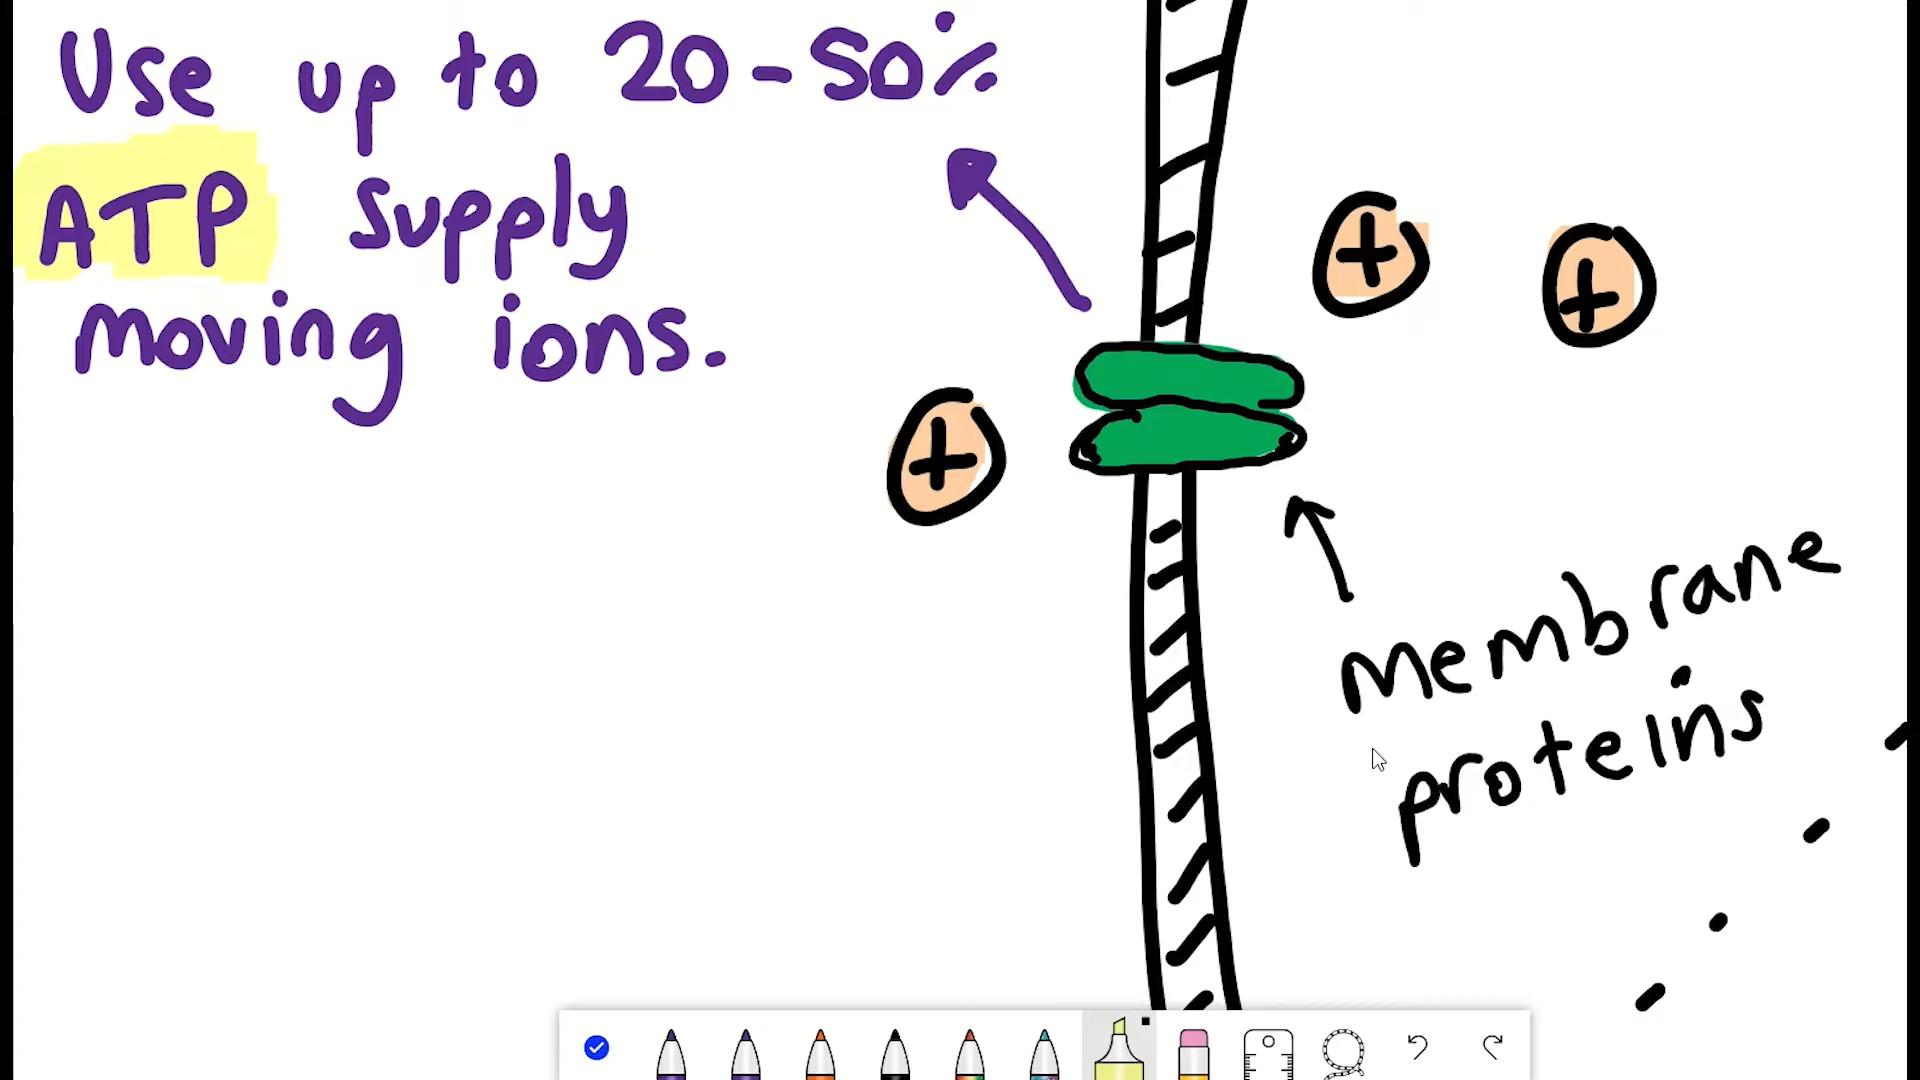 Use up to 20-50%
ATP supply
moving ions.
membrane
proteins